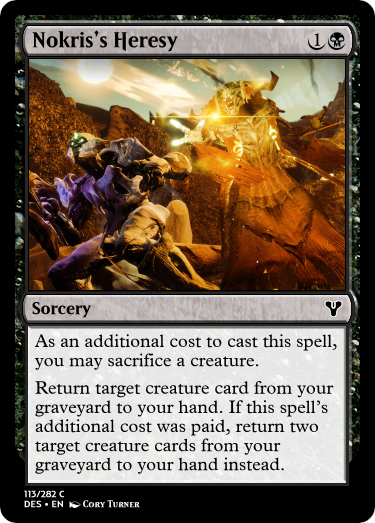 Nokris's Heresy 1
Sorcery
As an additional cost to cast this spell,
you may sacrifice a creature.
Return target creature card from your
graveyard to your hand. If this spell's
additional cost was paid, return two
target creature cards from your
graveyard to your hand instead.
113/282 C
DES • EN Cory Turner